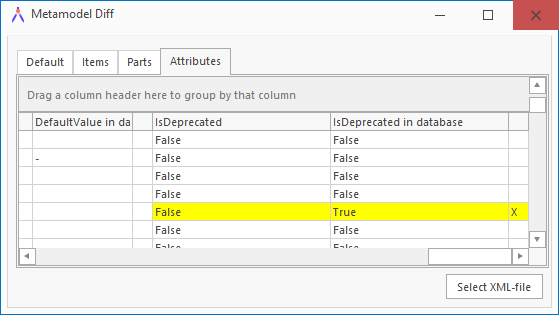 Metamodel Diff
Default Items Parts Attributes
Drag a column header here to group by that column
DefaultValue in da IsDeprecated IsDeprecated in database
False False
- False False
False False
False False
False True X
False False
False False
Select XML-file